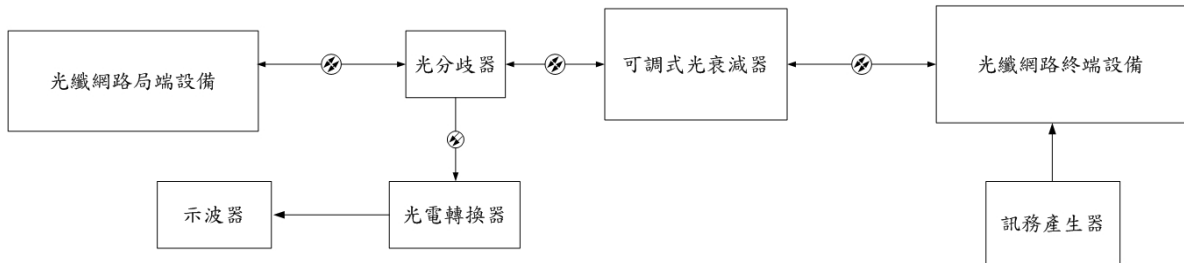 光纖網路局端設備
光分歧器
可調式光衰減器
光纖網路終端設備
示波器
光電轉換器
訊務產生器